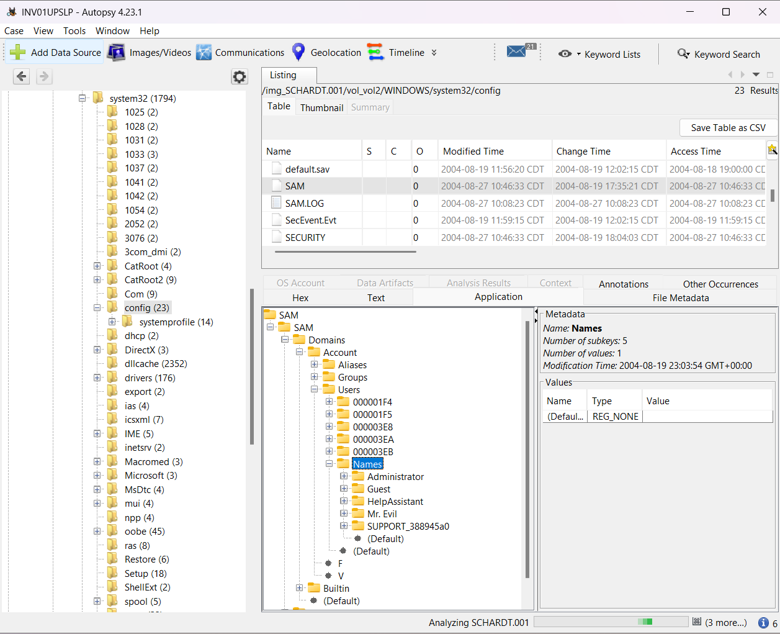 INV01UPSLP - Autopsy 4.23.1
Case View Tools Window Help
Add Data Source Images/Videos Communications Geolocation Timeline 21 Keyword Lists Keyword Search
system32 (1794)
1025 (2)
1028 (2)
1031 (2)
1033 (3)
1037 (2)
1041 (2)
1042 (2)
1054 (2)
2052 (2)
3076 (2)
3com_dmi (2)
CatRoot (4)
CatRoot2 (9)
Com (9)
config (23)
systemprofile (14)
dhcp (2)
DirectX (3)
dllcache (2352)
drivers (176)
export (2)
ias (4)
icsxml (7)
IME (5)
inetsrv (2)
Macromed (3)
Microsoft (3)
MsDtc (4)
mui (4)
npp (4)
oobe (45)
ras (8)
Restore (6)
Setup (18)
ShellExt (2)
spool (5)
Listing
/img_SCHARDT.001/vol_vol2/WINDOWS/system32/config 23 Results
Table Thumbnail Summary
Save Table as CSV
Name S C O Modified Time Change Time Access Time
default.sav 0 2004-08-19 11:56:20 CDT 2004-08-19 12:02:15 CDT 2004-08-18 19:00:00 CD
SAM 0 2004-08-27 10:46:33 CDT 2004-08-19 17:35:21 CDT 2004-08-27 10:46:33 CD
SAM.LOG 0 2004-08-27 10:08:23 CDT 2004-08-27 10:08:23 CDT 2004-08-27 10:08:23 CD
SecEvent.Evt 0 2004-08-19 11:59:15 CDT 2004-08-19 12:02:15 CDT 2004-08-19 11:59:15 CD
SECURITY 0 2004-08-27 10:46:33 CDT 2004-08-19 18:04:03 CDT 2004-08-27 10:46:33 CD
OS Account Data Artifacts Analysis Results Context Annotations Other Occurrences
Hex Text Application File Metadata
SAM
SAM
Domains
Account
Aliases
Groups
Users
000001F4
000001F5
000003E8
000003EA
000003EB
Names
Administrator
Guest
HelpAssistant
Mr. Evil
SUPPORT_388945a0
(Default)
(Default)
F
V
Builtin
(Default)
Metadata
Name: Names
Number of subkeys: 5
Number of values: 1
Modification Time: 2004-08-19 23:03:54 GMT+00:00
Values
Name Type Value
(Defaul... REG_NONE
Analyzing SCHARDT.001 (3 more...) 6